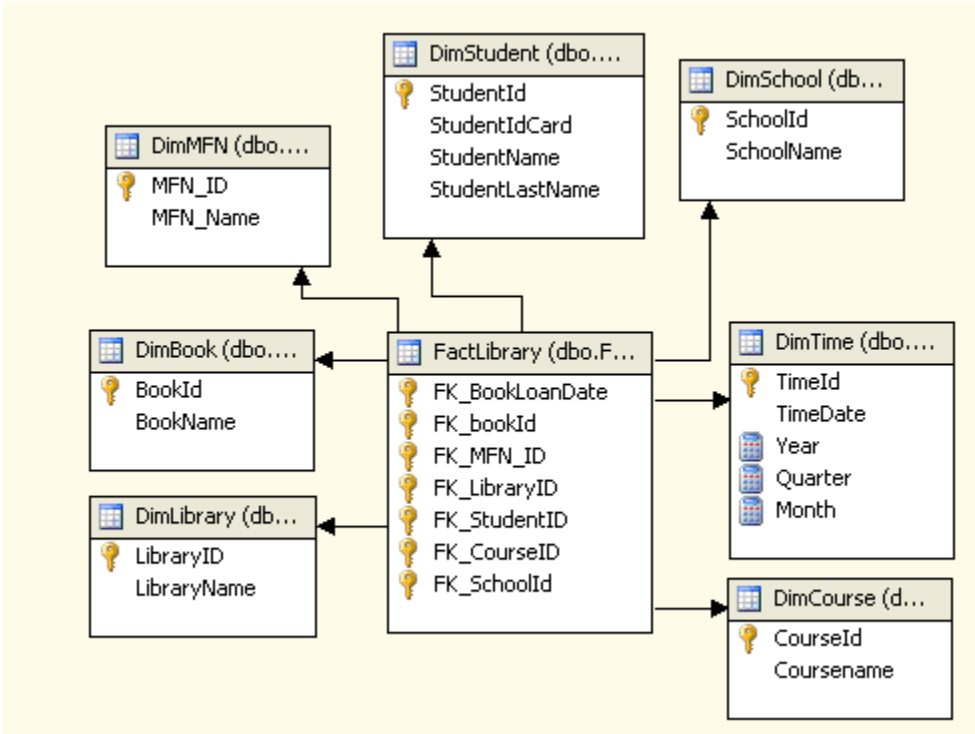 DimStudent (dbo....
StudentId
StudentIdCard
StudentName
StudentLastName
DimSchool (db...
SchoolId
SchoolName
DimMFN (dbo....
MFN_ID
MFN_Name
DimBook (dbo....
BookId
BookName
FactLibrary (dbo.F...
FK_BookLoanDate
FK_bookId
FK_MFN_ID
FK_LibraryID
FK_StudentID
FK_CourseID
FK_SchoolId
DimTime (dbo....
TimeId
TimeDate
Year
Quarter
Month
DimLibrary (db...
LibraryID
LibraryName
DimCourse (d...
CourseId
Coursename